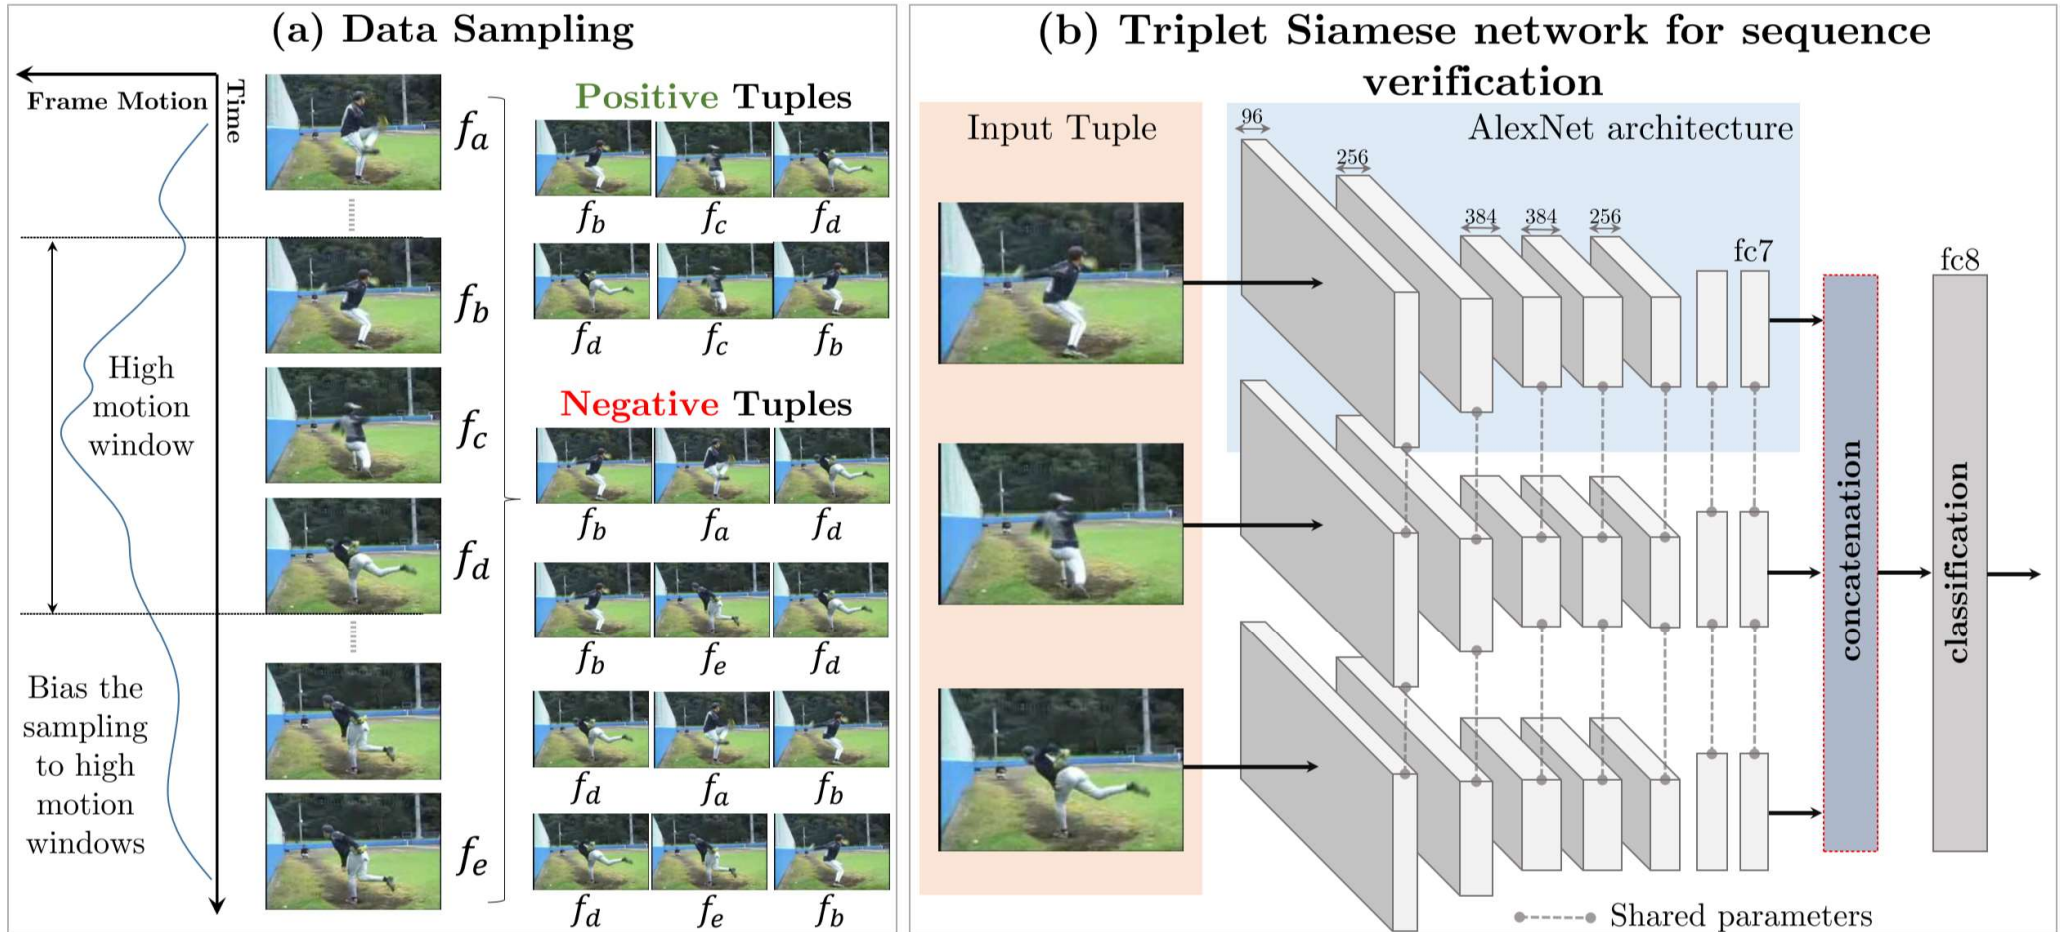 (a) Data Sampling
Frame Motion
Time
High
motion
window
Bias the
sampling
to high
motion
windows
f_a
f_b
f_c
f_d
f_e
Positive Tuples
f_b f_c f_d
f_d f_c f_b
Negative Tuples
f_b f_a f_d
f_b f_e f_d
f_d f_a f_b
f_d f_e f_b
(b) Triplet Siamese network for sequence
verification
Input Tuple
AlexNet architecture
96
256
384
384
256
fc7
concatenation
fc8
classification
Shared parameters